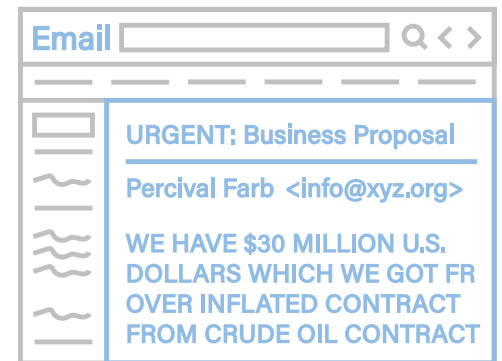 Email
URGENT: Business Proposal
Percival Farb <info@xyz.org>
WE HAVE $30 MILLION U.S.
DOLLARS WHICH WE GOT FR
OVER INFLATED CONTRACT
FROM CRUDE OIL CONTRACT